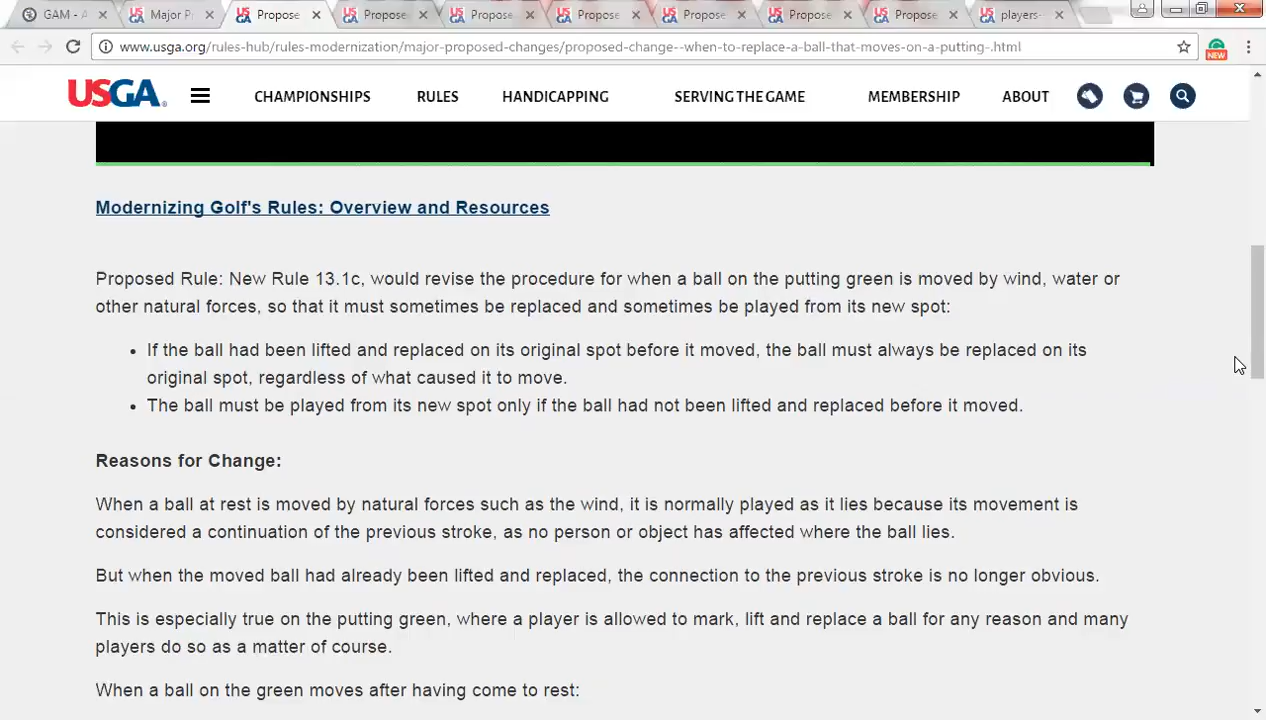 GAM - A
Major P
Propose
Propose
Propose
Propose
Propose
Propose
Propose
players-
www.usga.org/rules-hub/rules-modernization/major-proposed-changes/proposed-change--when-to-replace-a-ball-that-moves-on-a-putting-.html
NEW
USGA
CHAMPIONSHIPS RULES HANDICAPPING SERVING THE GAME MEMBERSHIP ABOUT
Modernizing Golf's Rules: Overview and Resources
Proposed Rule: New Rule 13.1c, would revise the procedure for when a ball on the putting green is moved by wind, water or
other natural forces, so that it must sometimes be replaced and sometimes be played from its new spot:
• If the ball had been lifted and replaced on its original spot before it moved, the ball must always be replaced on its
original spot, regardless of what caused it to move.
• The ball must be played from its new spot only if the ball had not been lifted and replaced before it moved.
Reasons for Change:
When a ball at rest is moved by natural forces such as the wind, it is normally played as it lies because its movement is
considered a continuation of the previous stroke, as no person or object has affected where the ball lies.
But when the moved ball had already been lifted and replaced, the connection to the previous stroke is no longer obvious.
This is especially true on the putting green, where a player is allowed to mark, lift and replace a ball for any reason and many
players do so as a matter of course.
When a ball on the green moves after having come to rest: